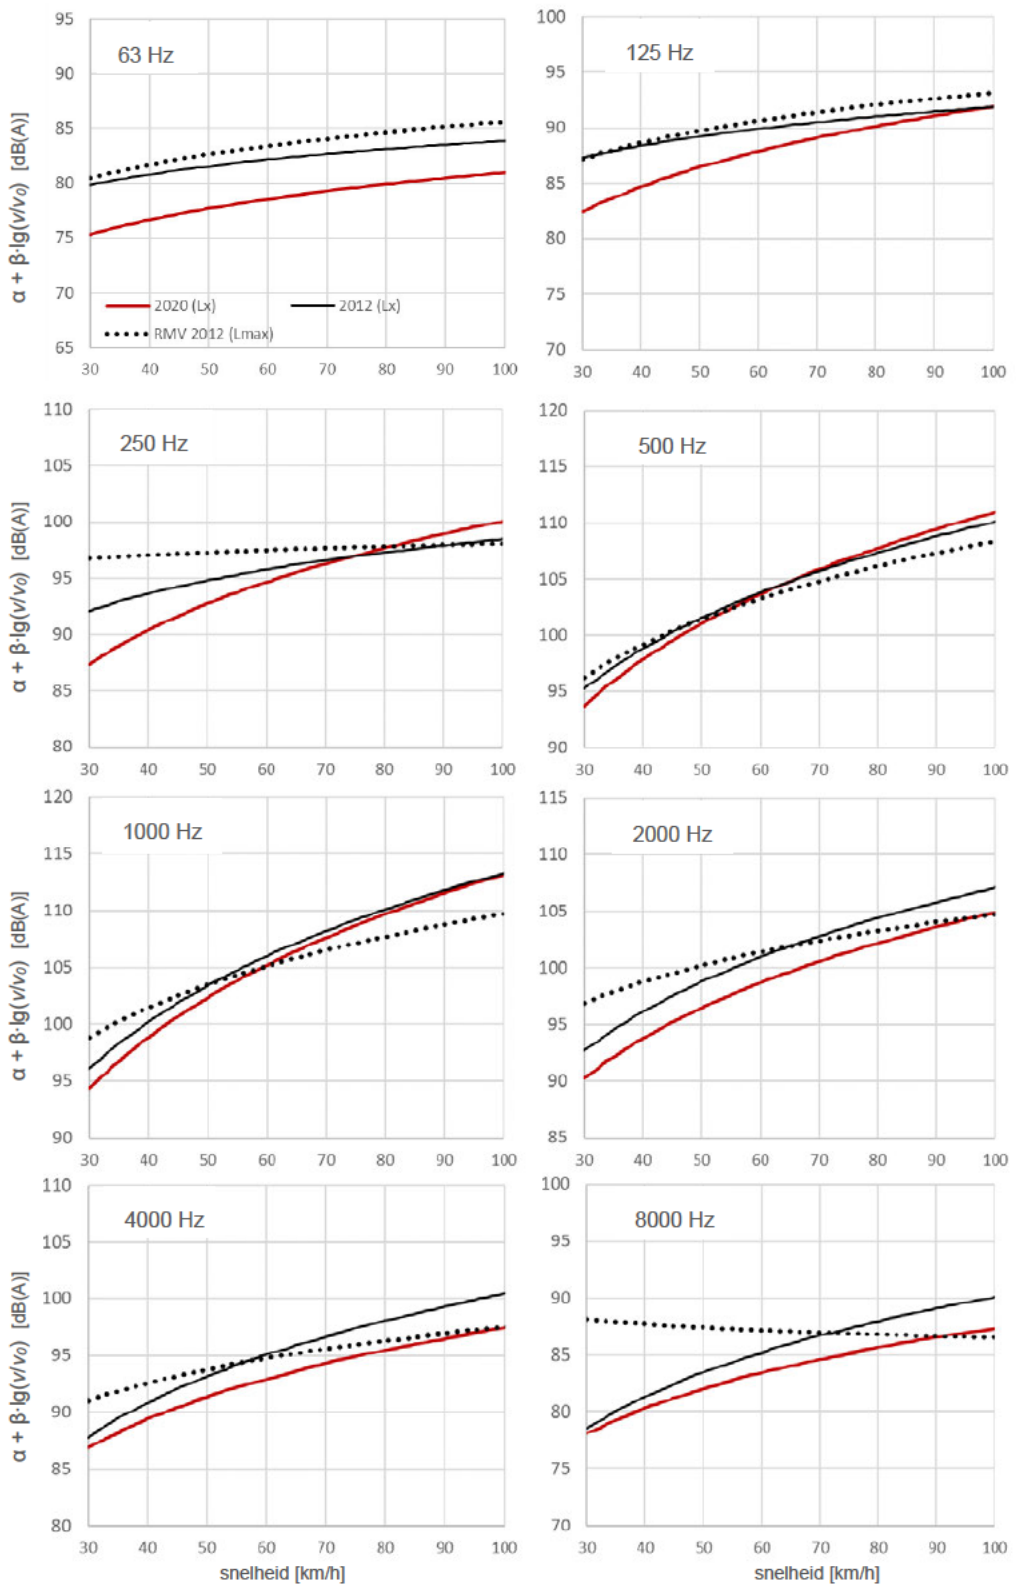 63 Hz
α + β·lg(v/v₀) [dB(A)]
95
90
85
80
75
70
65
2020 (Lx)
2012 (Lx)
RMV 2012 (Lmax)
30 40 50 60 70 80 90 100
125 Hz
100
95
90
85
80
75
70
30 40 50 60 70 80 90 100
250 Hz
α + β·lg(v/v₀) [dB(A)]
110
105
100
95
90
85
80
30 40 50 60 70 80 90 100
500 Hz
120
115
110
105
100
95
90
30 40 50 60 70 80 90 100
1000 Hz
α + β·lg(v/v₀) [dB(A)]
120
115
110
105
100
95
90
30 40 50 60 70 80 90 100
2000 Hz
115
110
105
100
95
90
85
30 40 50 60 70 80 90 100
4000 Hz
α + β·lg(v/v₀) [dB(A)]
110
105
100
95
90
85
80
30 40 50 60 70 80 90 100
snelheid [km/h]
8000 Hz
100
95
90
85
80
75
70
30 40 50 60 70 80 90 100
snelheid [km/h]